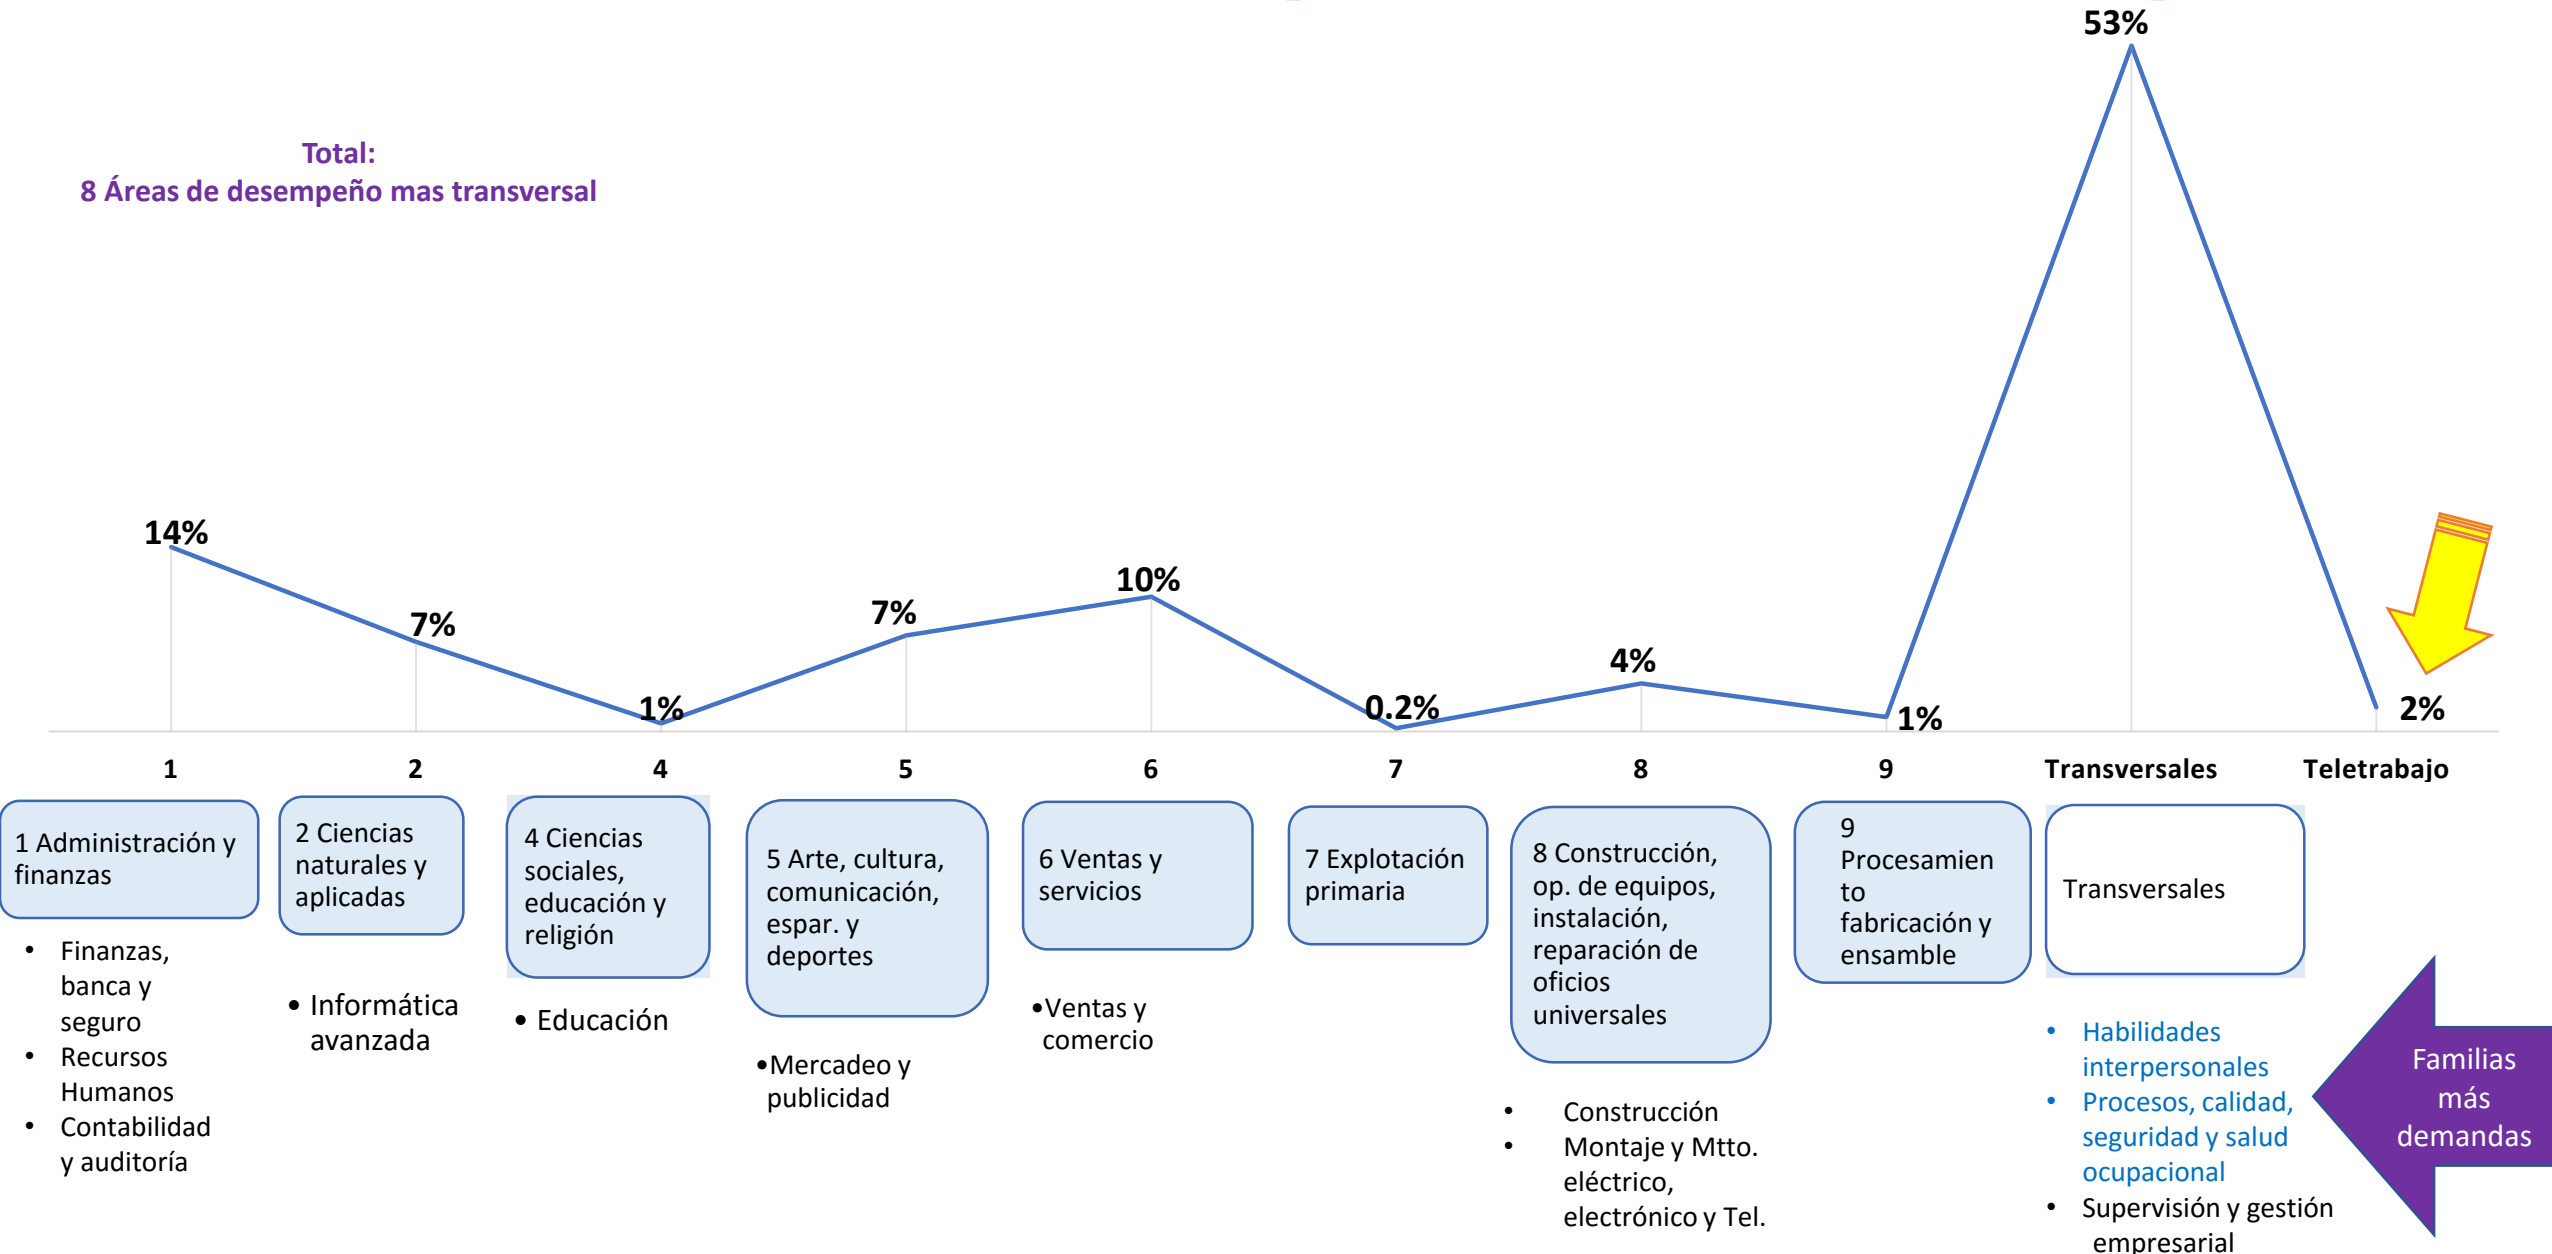 53%
Total:
8 Áreas de desempeño mas transversal
14%
7%
1%
7%
10%
0.2%
4%
1%
2%
1
2
4
5
6
7
8
9
Transversales
Teletrabajo
1 Administración y
finanzas
• Finanzas,
banca y
seguro
• Recursos
Humanos
• Contabilidad
y auditoría
2 Ciencias
naturales y
aplicadas
• Informática
avanzada
4 Ciencias
sociales,
educación y
religión
• Educación
5 Arte, cultura,
comunicación,
espar. y
deportes
•Mercadeo y
publicidad
6 Ventas y
servicios
•Ventas y
comercio
7 Explotación
primaria
8 Construcción,
op. de equipos,
instalación,
reparación de
oficios
universales
• Construcción
• Montaje y Mtto.
eléctrico,
electrónico y Tel.
9
Procesamien
to
fabricación y
ensamble
Transversales
• Habilidades
interpersonales
• Procesos, calidad,
seguridad y salud
ocupacional
• Supervisión y gestión
empresarial
Familias
más
demandas